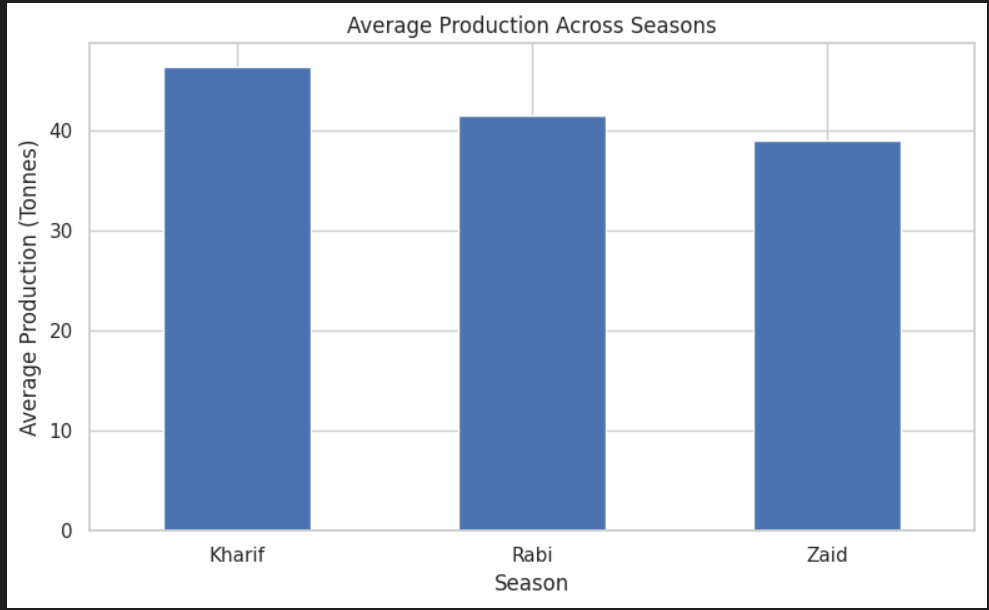 Average Production Across Seasons
Average Production (Tonnes)
40
30
20
10
0
Kharif Rabi Zaid
Season